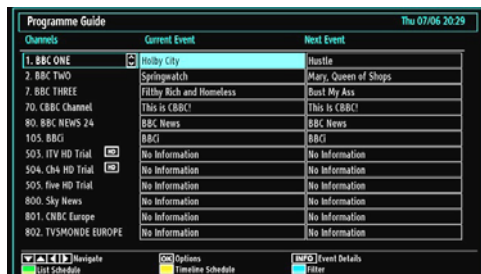 Programme Guide Thu 07/06 20:29
Channels Current Event Next Event
1. BBC ONE Holby City Hustle
2. BBC TWO Springwatch Mary, Queen of Shops
7. BBC THREE Filthy Rich and Homeless Bust My Ass
70. CBBC Channel This is CBBC! This Is CBBC!
80. BBC NEWS 24 BBC News BBC News
105. BBCi BBCi BBCi
503. ITV HD Trial HD No Information No Information
504. Ch4 HD Trial HD No Information No Information
505. five HD Trial No Information No Information
800. Sky News No Information No Information
801. CNBC Europe No Information No Information
802. TV5MONDE EUROPE No Information No Information
Navigate OK Options INFO Event Details
List Schedule Timeline Schedule Filter